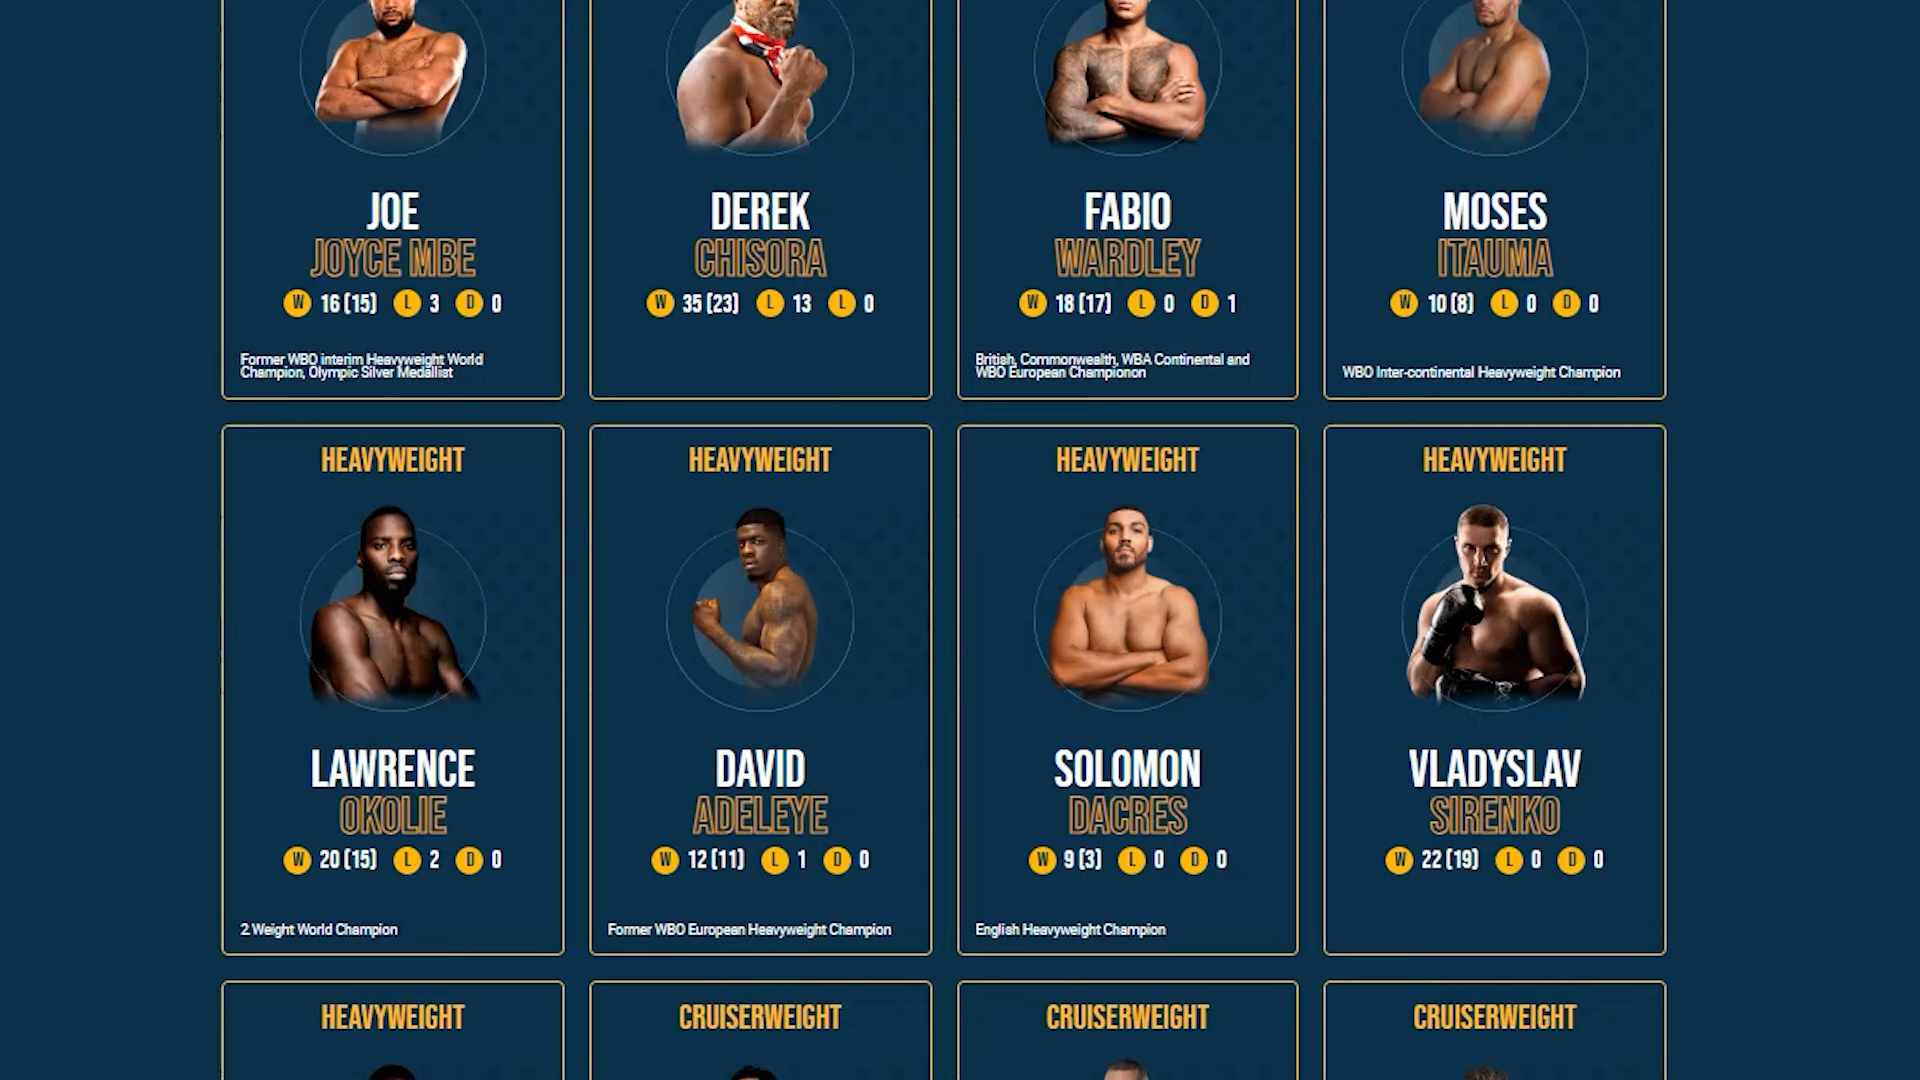 JOE
JOYCE MBE
W 16 (15) L 3 D 0
Former WBO interim Heavyweight World
Champion, Olympic Silver Medallist
DEREK
CHISORA
W 35 (23) L 13 L 0
FABIO
WARDLEY
W 18 (17) L 0 D 1
British, Commonwealth, WBA Continental and
WBO European Championon
MOSES
ITAUMA
W 10 (8) L 0 D 0
WBO Inter-continental Heavyweight Champion
HEAVYWEIGHT
LAWRENCE
OKOLIE
W 20 (15) L 2 D 0
2 Weight World Champion
HEAVYWEIGHT
DAVID
ADELEYE
W 12 (11) L 1 D 0
Former WBO European Heavyweight Champion
HEAVYWEIGHT
SOLOMON
DACRES
W 9 (3) L 0 D 0
English Heavyweight Champion
HEAVYWEIGHT
VLADYSLAV
SIRENKO
W 22 (19) L 0 D 0
HEAVYWEIGHT
CRUISERWEIGHT
CRUISERWEIGHT
CRUISERWEIGHT